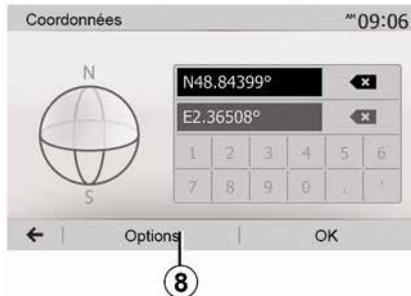 Coordonnées
AM 09:06
N
S
N48.84399°
E2.36508°
1 2 3 4 5 6
7 8 9 0 . '
Options
OK
8